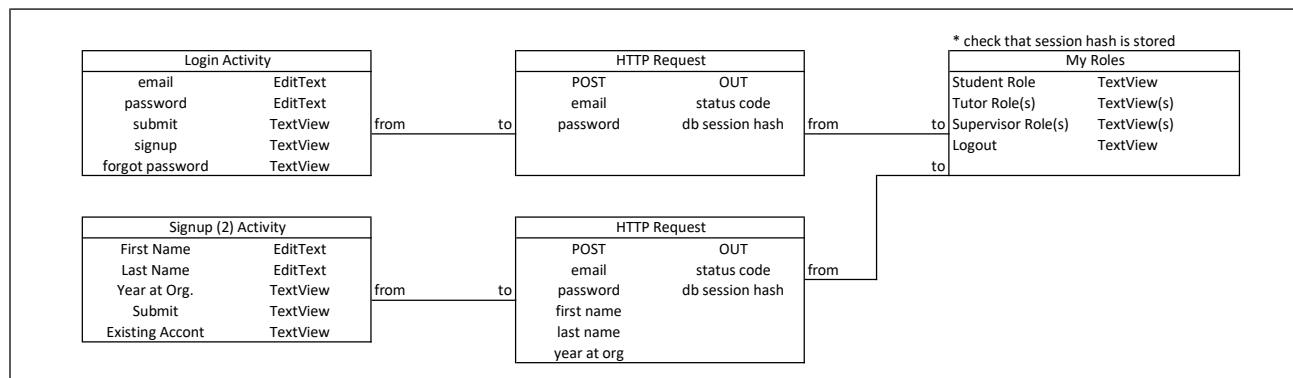 * check that session hash is stored
Login Activity
email EditText
password EditText
submit TextView
signup TextView
forgot password TextView
from to
HTTP Request
POST OUT
email status code
password db session hash
from to
to
My Roles
Student Role TextView
Tutor Role(s) TextView(s)
Supervisor Role(s) TextView(s)
Logout TextView
Signup (2) Activity
First Name EditText
Last Name EditText
Year at Org. TextView
Submit TextView
Existing Accont TextView
from to
HTTP Request
POST OUT
email status code
password db session hash
first name
last name
year at org
from